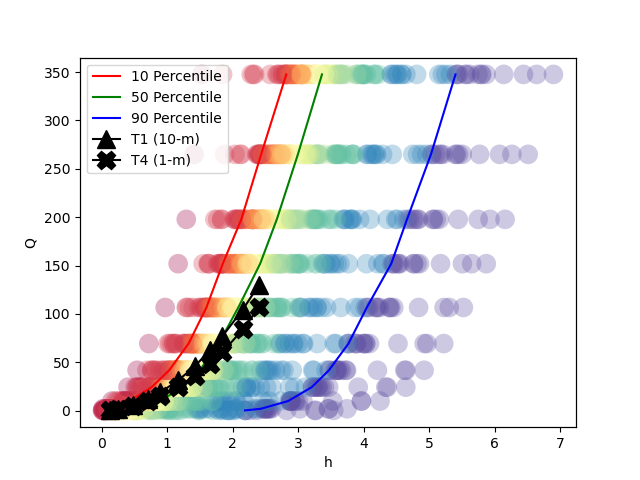 350
300
250
200
150
100
50
0
Q
10 Percentile
50 Percentile
90 Percentile
T1 (10-m)
T4 (1-m)
0 1 2 3 4 5 6 7
h